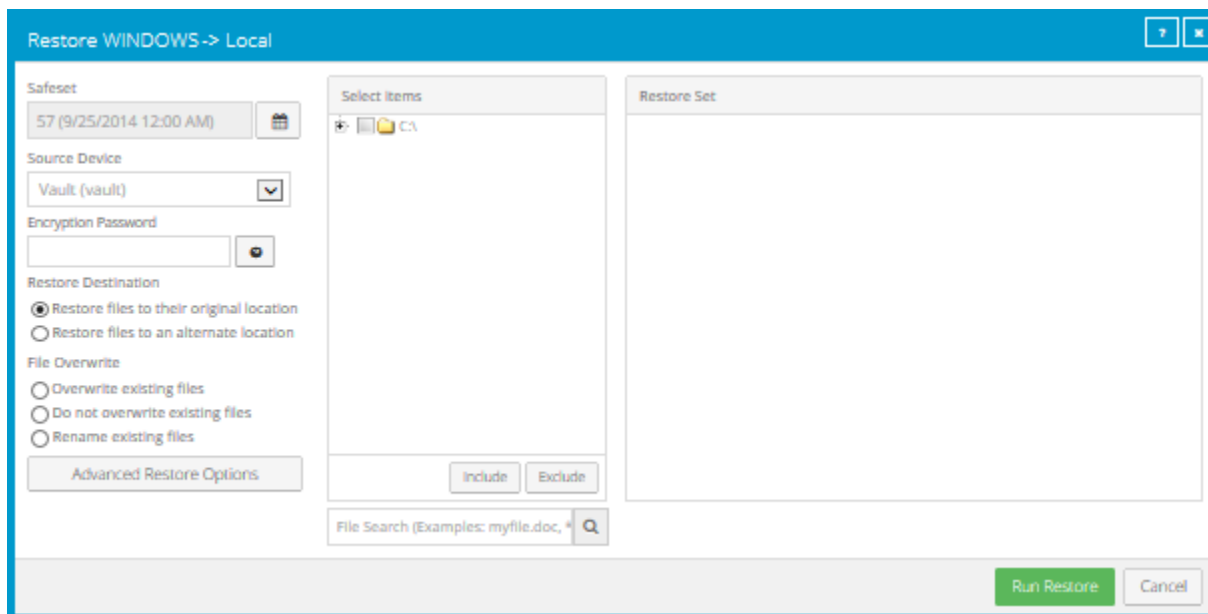 Restore WINDOWS -> Local
?
Safeset
57 (9/25/2014 12:00 AM)
Source Device
Vault (vault)
Encryption Password
Restore Destination
Restore files to their original location
Restore files to an alternate location
File Overwrite
Overwrite existing files
Do not overwrite existing files
Rename existing files
Advanced Restore Options
Select Items
C:\
Include
Exclude
File Search (Examples: myfile.doc, *
Restore Set
Run Restore
Cancel